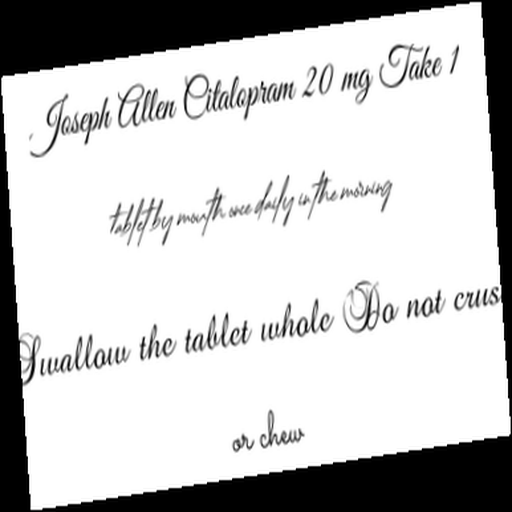 Joseph Allen Citalopram 20 mg Take 1
tablet by mouth once daily in the morning
Swallow the tablet whole Do not crus
or chew